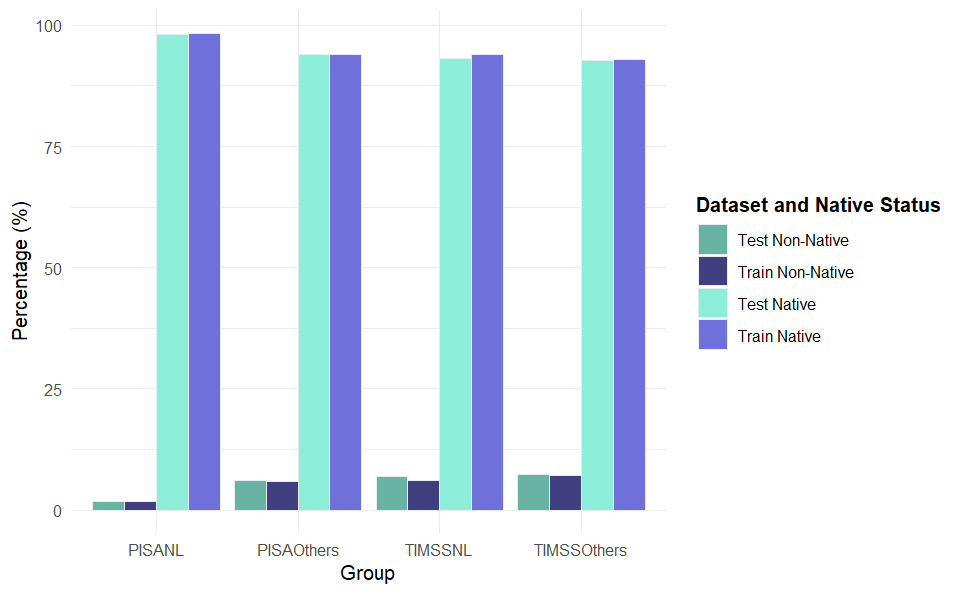 100
75
50
25
0
Percentage (%)
PISANL PISAOthers TIMSSNL TIMSSOthers
Group
Dataset and Native Status
Test Non-Native
Train Non-Native
Test Native
Train Native